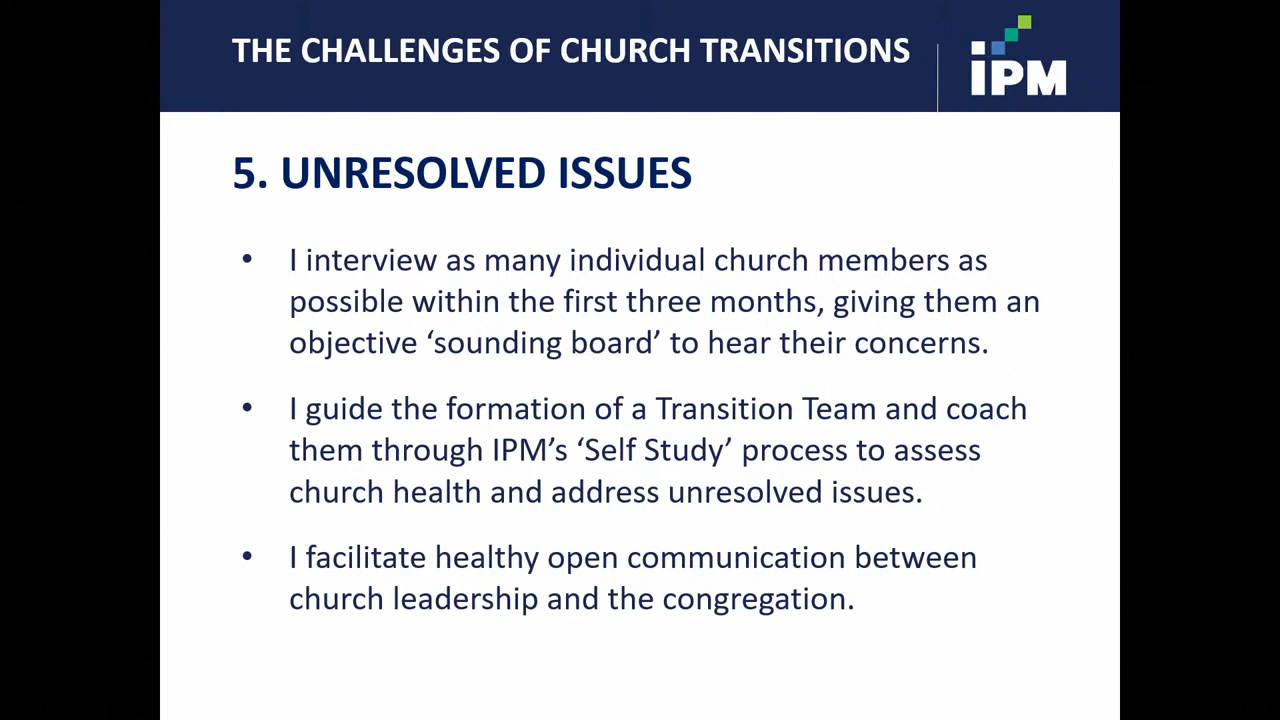 THE CHALLENGES OF CHURCH TRANSITIONS
iPM
5. UNRESOLVED ISSUES
• I interview as many individual church members as
possible within the first three months, giving them an
objective ‘sounding board’ to hear their concerns.
• I guide the formation of a Transition Team and coach
them through IPM’s ‘Self Study’ process to assess
church health and address unresolved issues.
• I facilitate healthy open communication between
church leadership and the congregation.